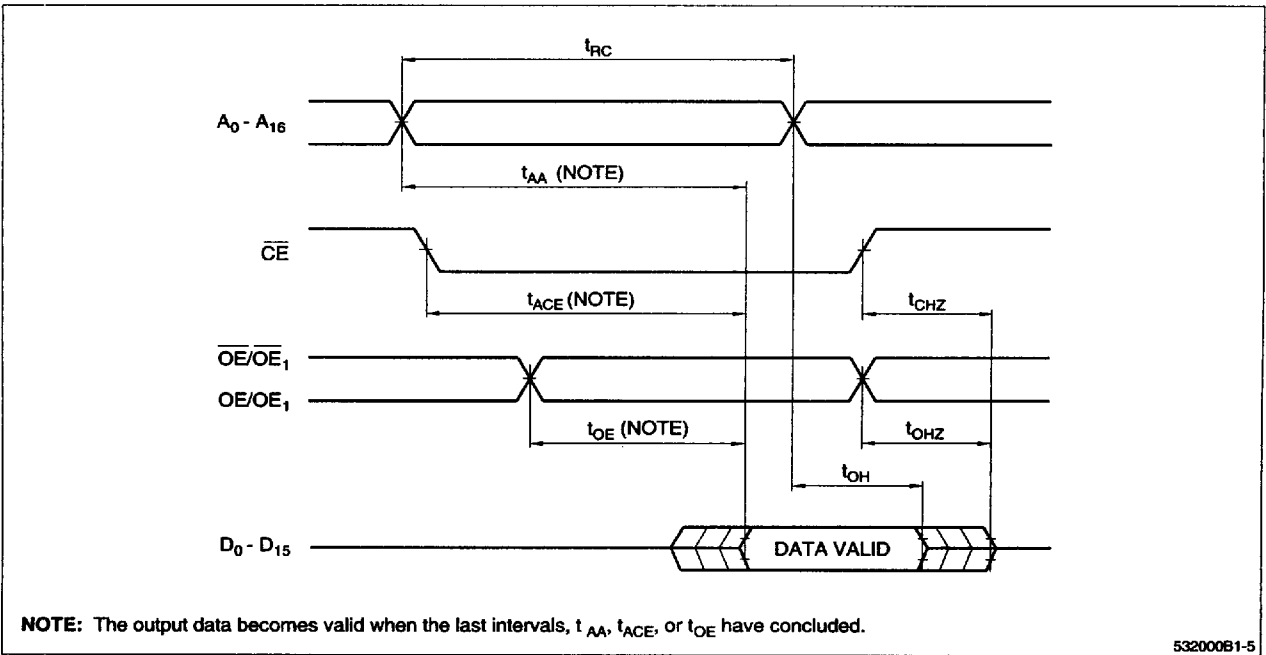 tRC
A0 - A16
tAA (NOTE)
CE
tACE (NOTE)
tCHZ
OE/OE1
OE/OE1
tOE (NOTE)
tOHZ
tOH
D0 - D15
DATA VALID
NOTE: The output data becomes valid when the last intervals, t AA, tACE, or tOE have concluded.
532000B1-5